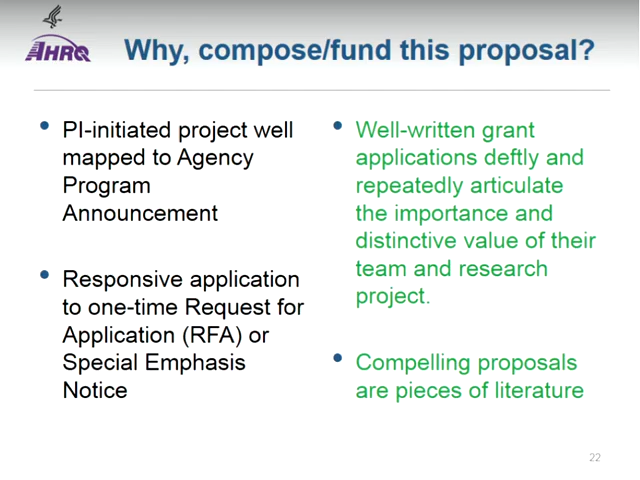 AHRQ
Why, compose/fund this proposal?
• PI-initiated project well
mapped to Agency
Program
Announcement
• Responsive application
to one-time Request for
Application (RFA) or
Special Emphasis
Notice
• Well-written grant
applications deftly and
repeatedly articulate
the importance and
distinctive value of their
team and research
project.
• Compelling proposals
are pieces of literature
22